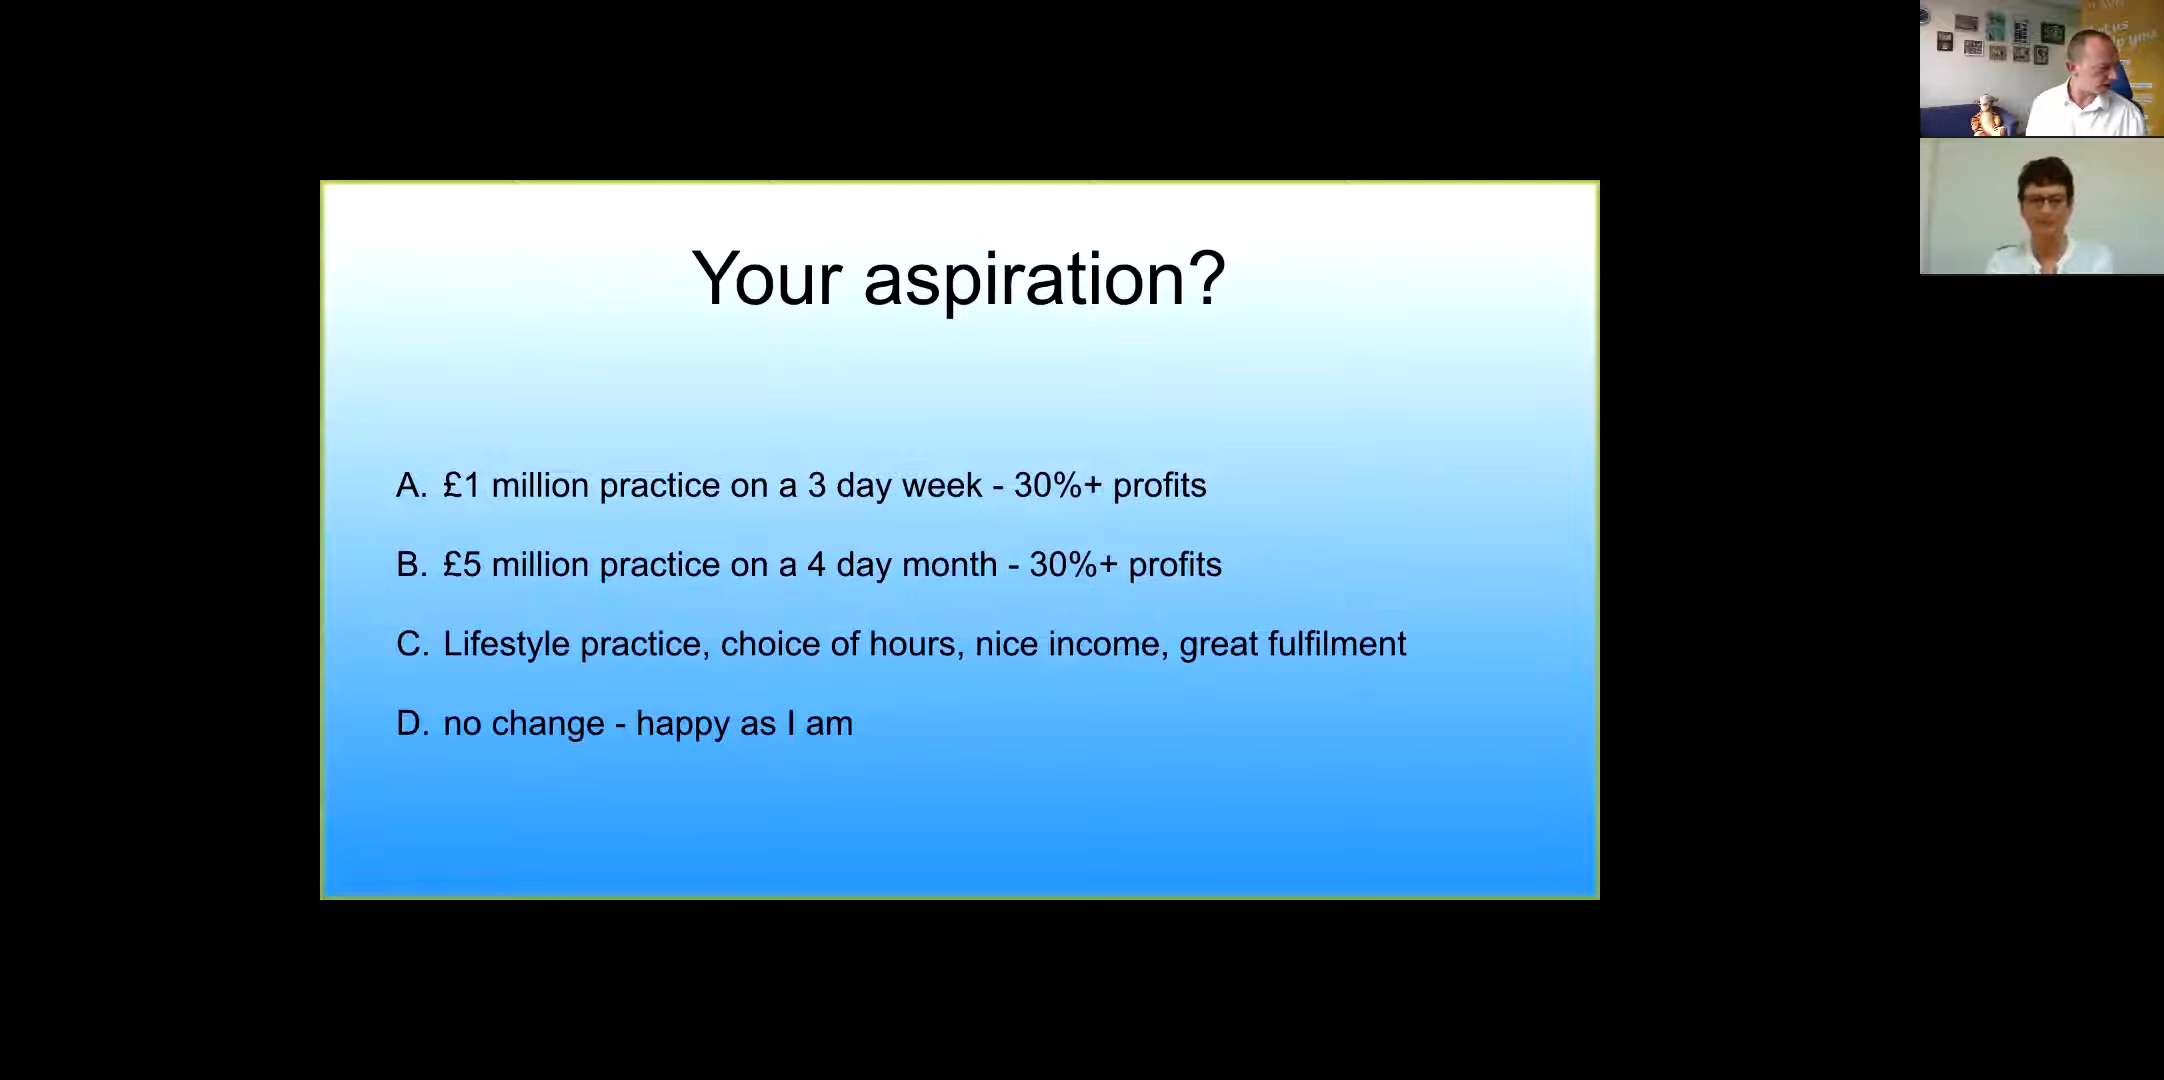 Your aspiration?
A. £1 million practice on a 3 day week - 30%+ profits
B. £5 million practice on a 4 day month - 30%+ profits
C. Lifestyle practice, choice of hours, nice income, great fulfilment
D. no change - happy as I am